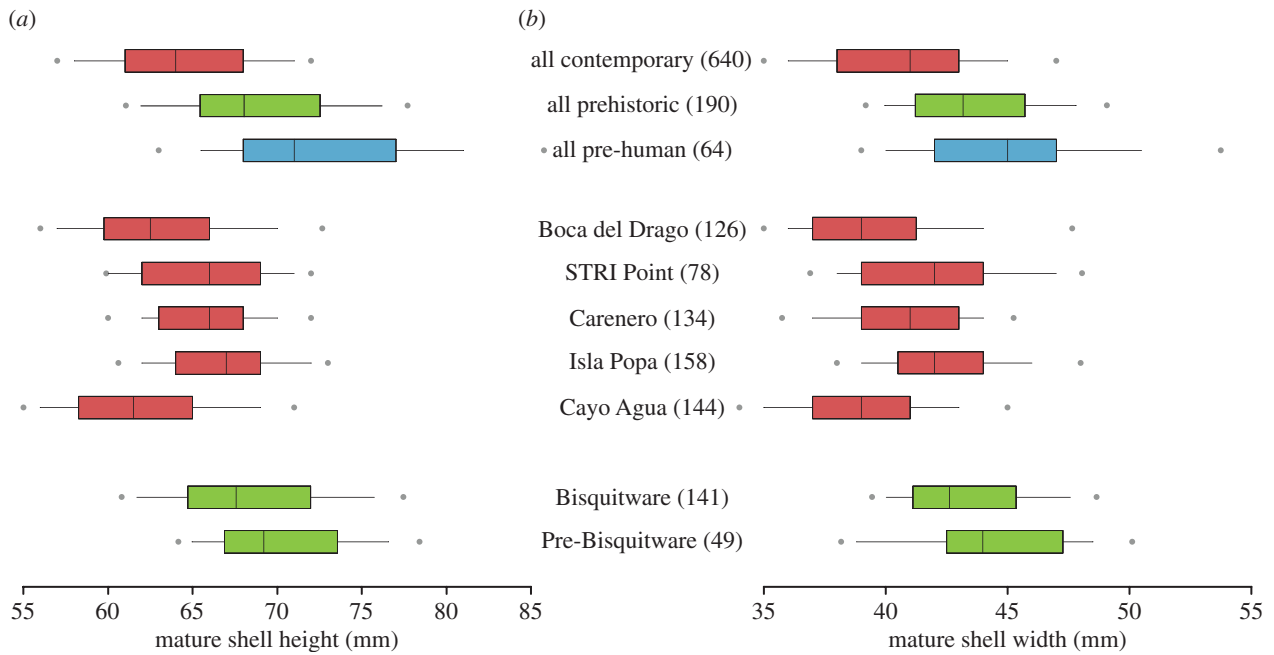 (a)
(b)
all contemporary (640)
all prehistoric (190)
all pre-human (64)
Boca del Drago (126)
STRI Point (78)
Carenero (134)
Isla Popa (158)
Cayo Agua (144)
Bisquitware (141)
Pre-Bisquitware (49)
55 60 65 70 75 80 85
mature shell height (mm)
35 40 45 50 55
mature shell width (mm)